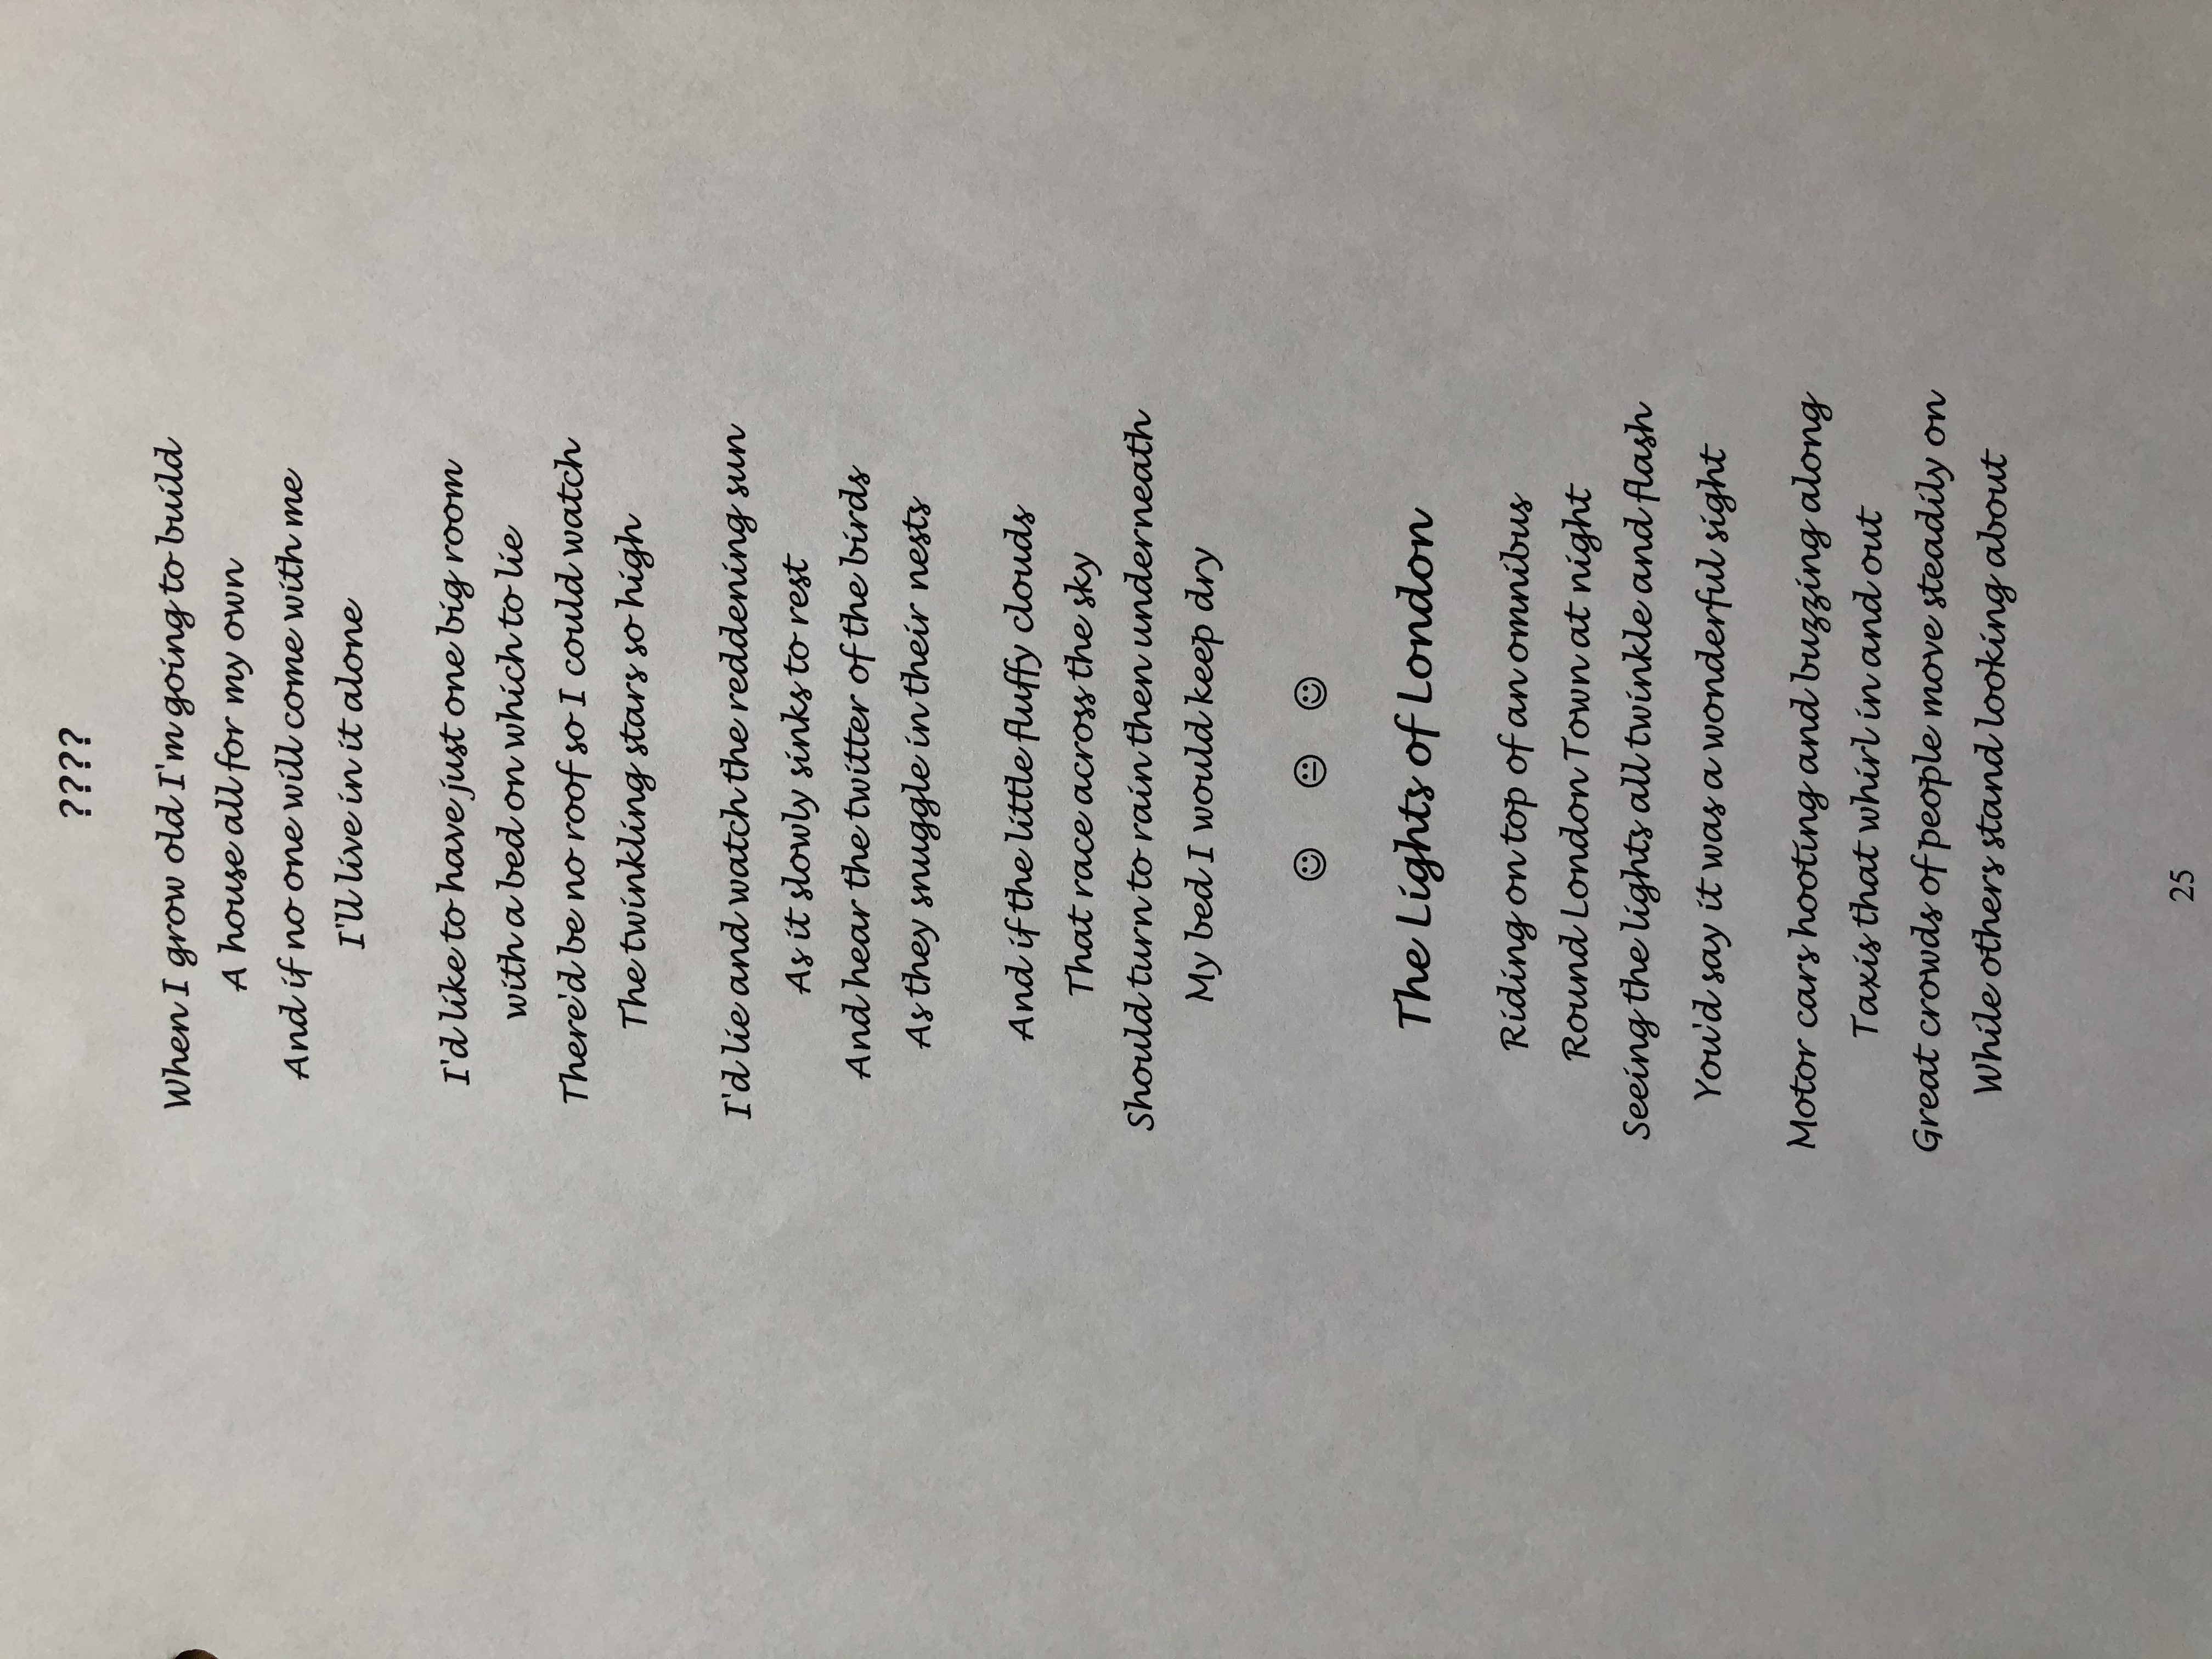 ????
When I grow old I'm going to build
A house all for my own
And if no one will come with me
I'll live in it alone
I'd like to have just one big room
with a bed on which to lie
There'd be no roof so I could watch
The twinkling stars so high
I'd lie and watch the reddening sun
As it slowly sinks to rest
And hear the twitter of the birds
As they snuggle in their nests
And if the little fluffy clouds
That race across the sky
Should turn to rain then underneath
My bed I would keep dry
☺ 😐 ☺
The Lights of London
Riding on top of an omnibus
Round London Town at night
Seeing the lights all twinkle and flash
You'd say it was a wonderful sight
Motor cars hooting and buzzing along
Taxis that whirl in and out
Great crowds of people move steadily on
While others stand looking about
25